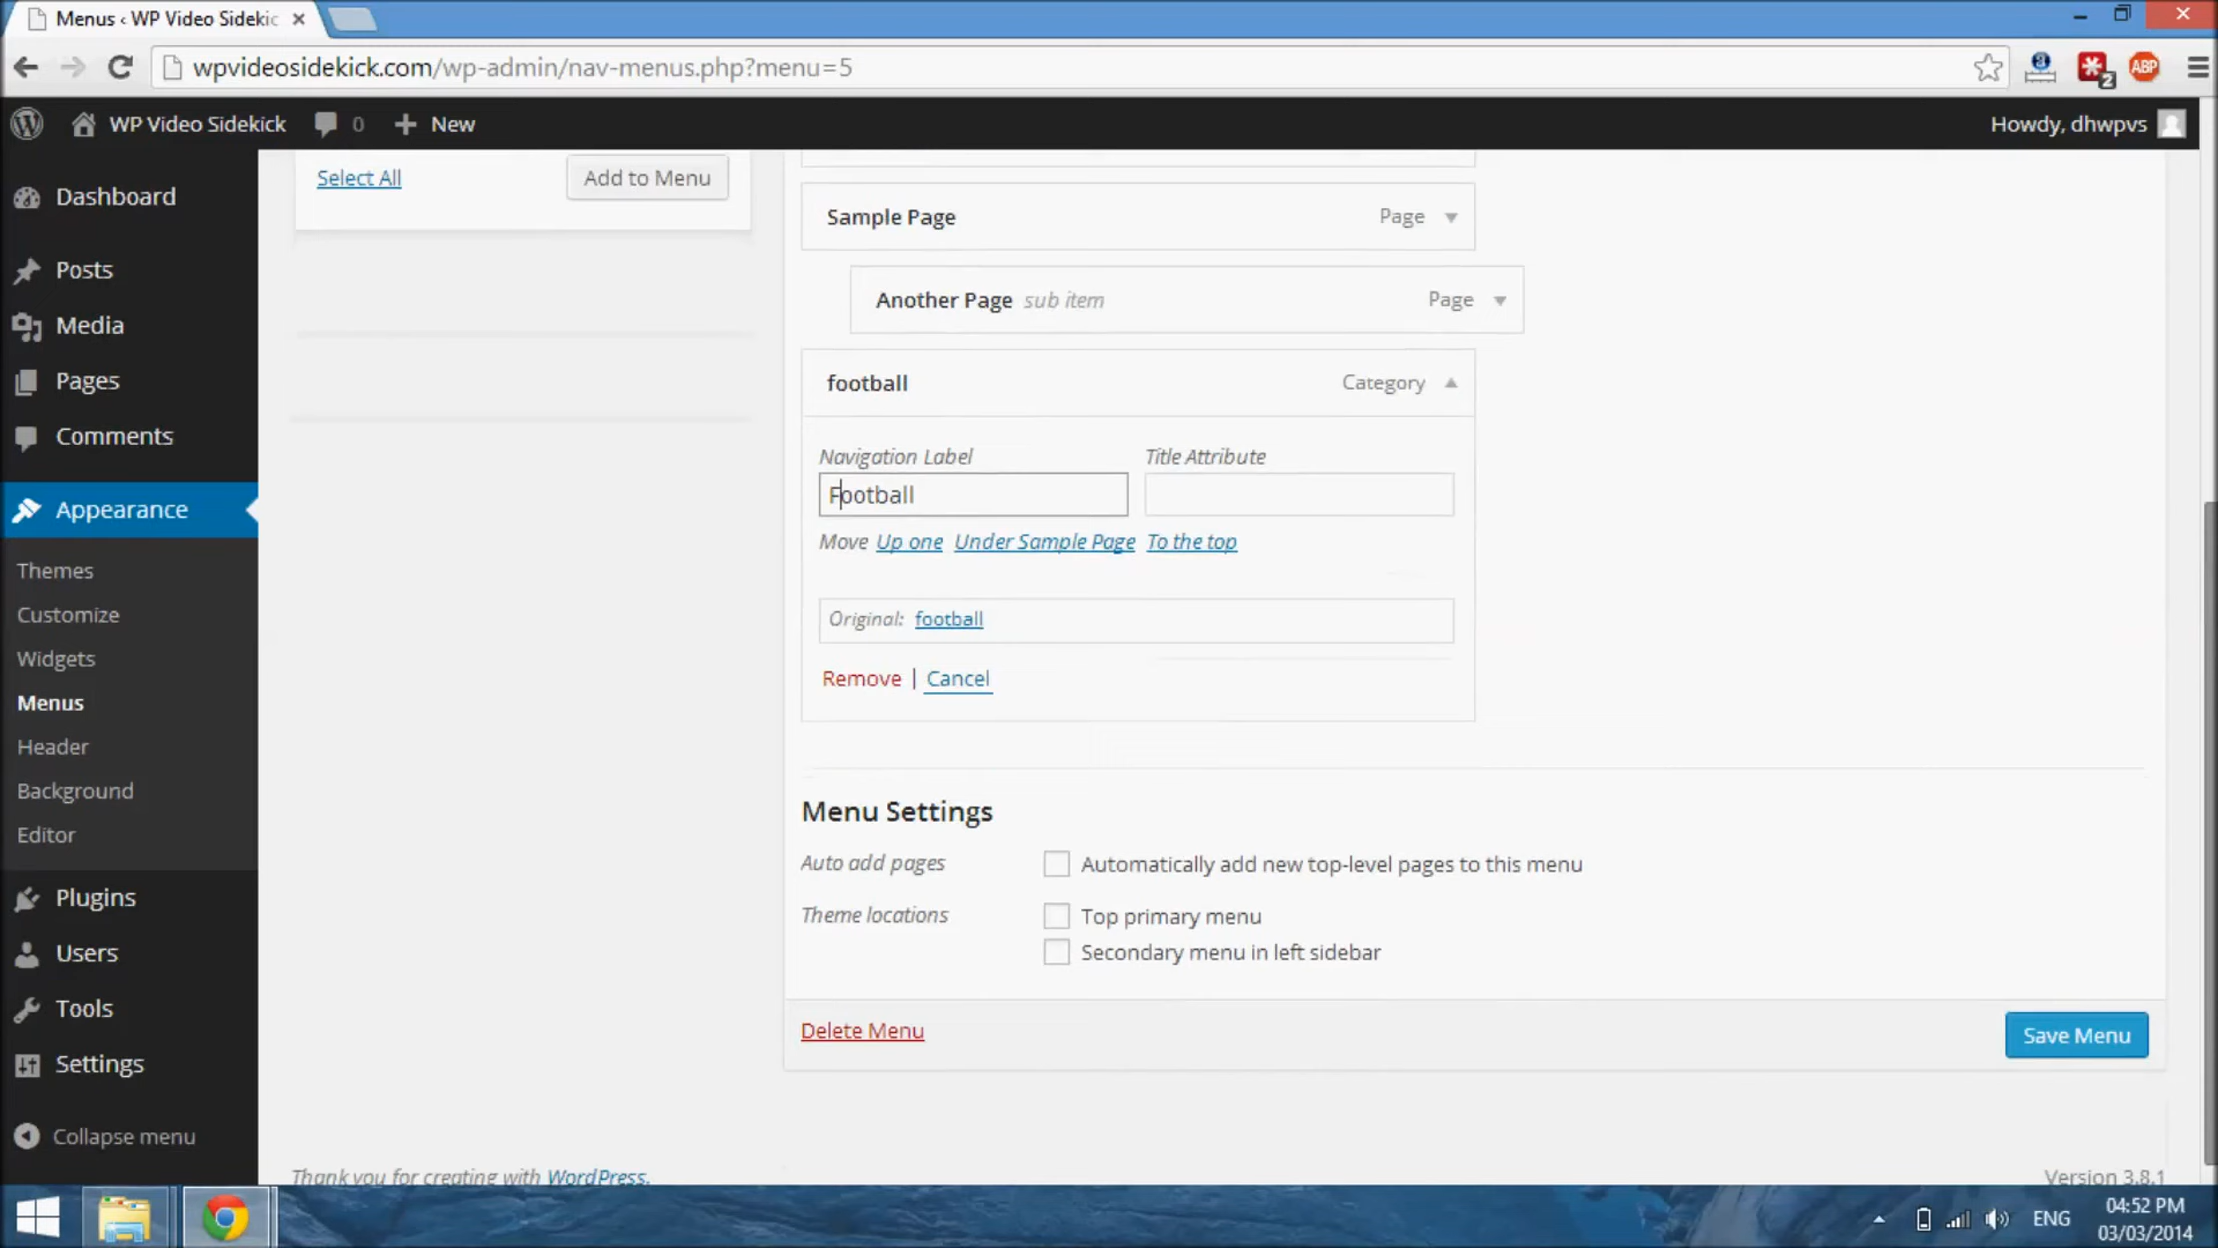 Menus ‹ WP Video Sidekic
wpvideosidekick.com/wp-admin/nav-menus.php?menu=5
3
2
ABP
WP Video Sidekick
0
New
Howdy, dhwpvs
Dashboard
Posts
Media
Pages
Comments
Appearance
Themes
Customize
Widgets
Menus
Header
Background
Editor
Plugins
Users
Tools
Settings
Collapse menu
Select All
Add to Menu
Sample Page Page
Another Page sub item Page
football Category
Navigation Label Title Attribute
Football
Move Up one Under Sample Page To the top
Original: football
Remove | Cancel
Menu Settings
Auto add pages Automatically add new top-level pages to this menu
Theme locations Top primary menu
Secondary menu in left sidebar
Delete Menu
Save Menu
Thank you for creating with WordPress.
Version 3.8.1
ENG
04:52 PM
03/03/2014